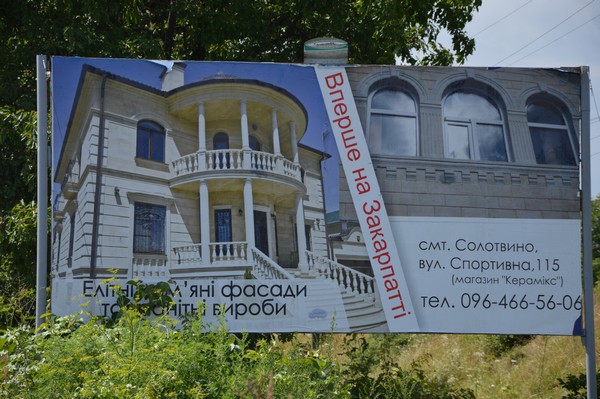 Вперше на Закарпатті
смт. Солотвино,
вул. Спортивна,115
(магазин "Керамікс")
тел. 096-466-56-06
фасади
вироби